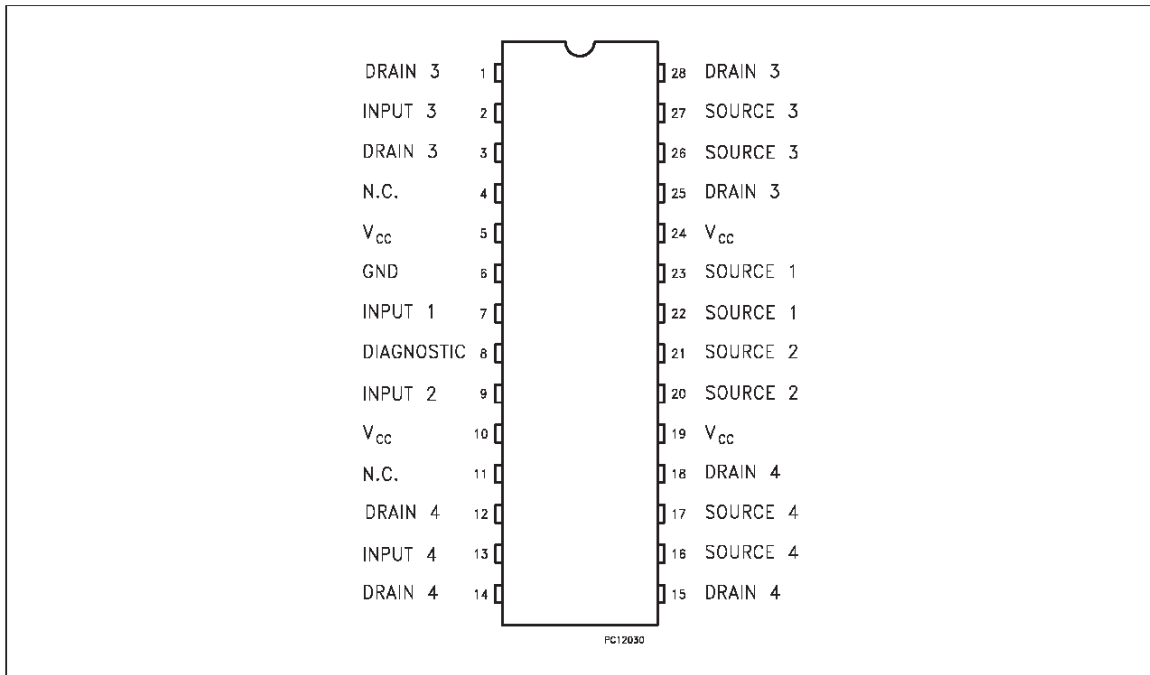 DRAIN 3 1 28 DRAIN 3
INPUT 3 2 27 SOURCE 3
DRAIN 3 3 26 SOURCE 3
N.C. 4 25 DRAIN 3
VCC 5 24 VCC
GND 6 23 SOURCE 1
INPUT 1 7 22 SOURCE 1
DIAGNOSTIC 8 21 SOURCE 2
INPUT 2 9 20 SOURCE 2
VCC 10 19 VCC
N.C. 11 18 DRAIN 4
DRAIN 4 12 17 SOURCE 4
INPUT 4 13 16 SOURCE 4
DRAIN 4 14 15 DRAIN 4
PC12030